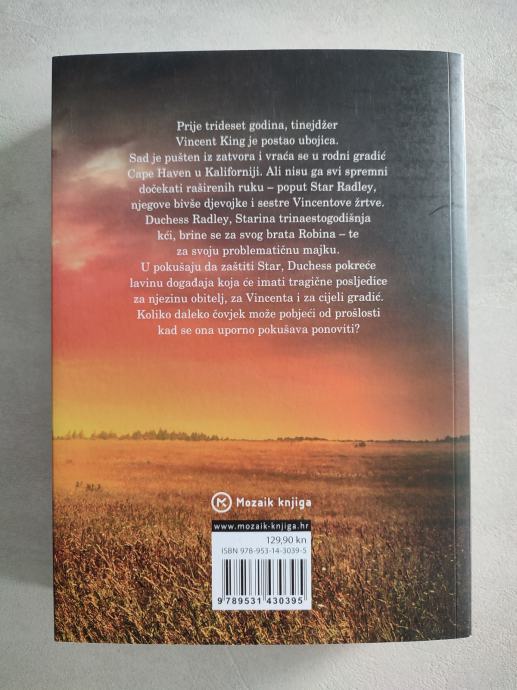 Prije trideset godina, tinejdžer
Vincent King je postao ubojica.
Sad je pušten iz zatvora i vraća se u rodni gradić
Cape Haven u Kaliforniji. Ali nisu ga svi spremni
dočekati raširenih ruku – poput Star Radley,
njegove bivše djevojke i sestre Vincentove žrtve.
Duchess Radley, Starina trinaestogodišnja
kći, brine se za svog brata Robina – te
za svoju problematičnu majku.
U pokušaju da zaštiti Star, Duchess pokreće
lavinu događaja koja će imati tragične posljedice
za njezinu obitelj, za Vincenta i za cijeli gradić.
Koliko daleko čovjek može pobjeći od prošlosti
kad se ona uporno pokušava ponoviti?
Mozaik knjiga
www.mozaik-knjiga.hr
129,90 kn
ISBN 978-953-14-3039-5
9 789531 430395